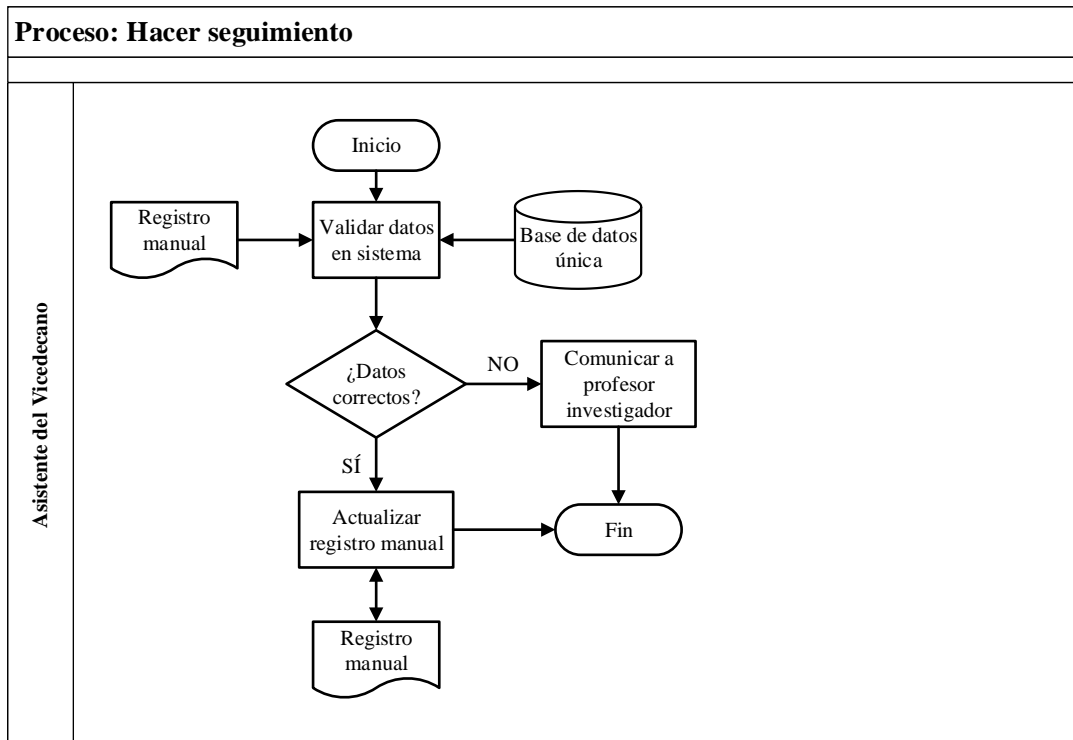 Proceso: Hacer seguimiento
Asistente del Vicedecano
Inicio
Registro
manual
Validar datos
en sistema
Base de datos
única
¿Datos
correctos?
NO
Comunicar a
profesor
investigador
SÍ
Actualizar
registro manual
Fin
Registro
manual